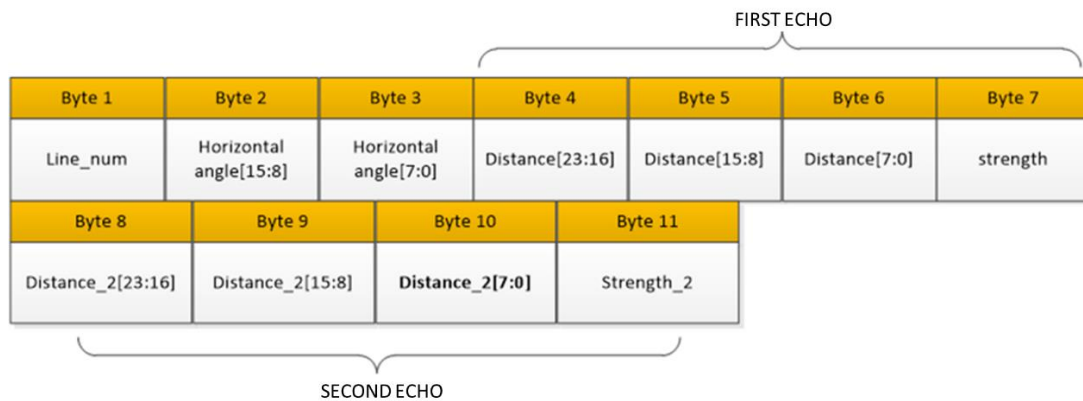 FIRST ECHO
Byte 1 Byte 2 Byte 3 Byte 4 Byte 5 Byte 6 Byte 7
Line_num Horizontal angle[15:8] Horizontal angle[7:0] Distance[23:16] Distance[15:8] Distance[7:0] strength
Byte 8 Byte 9 Byte 10 Byte 11
Distance_2[23:16] Distance_2[15:8] Distance_2[7:0] Strength_2
SECOND ECHO